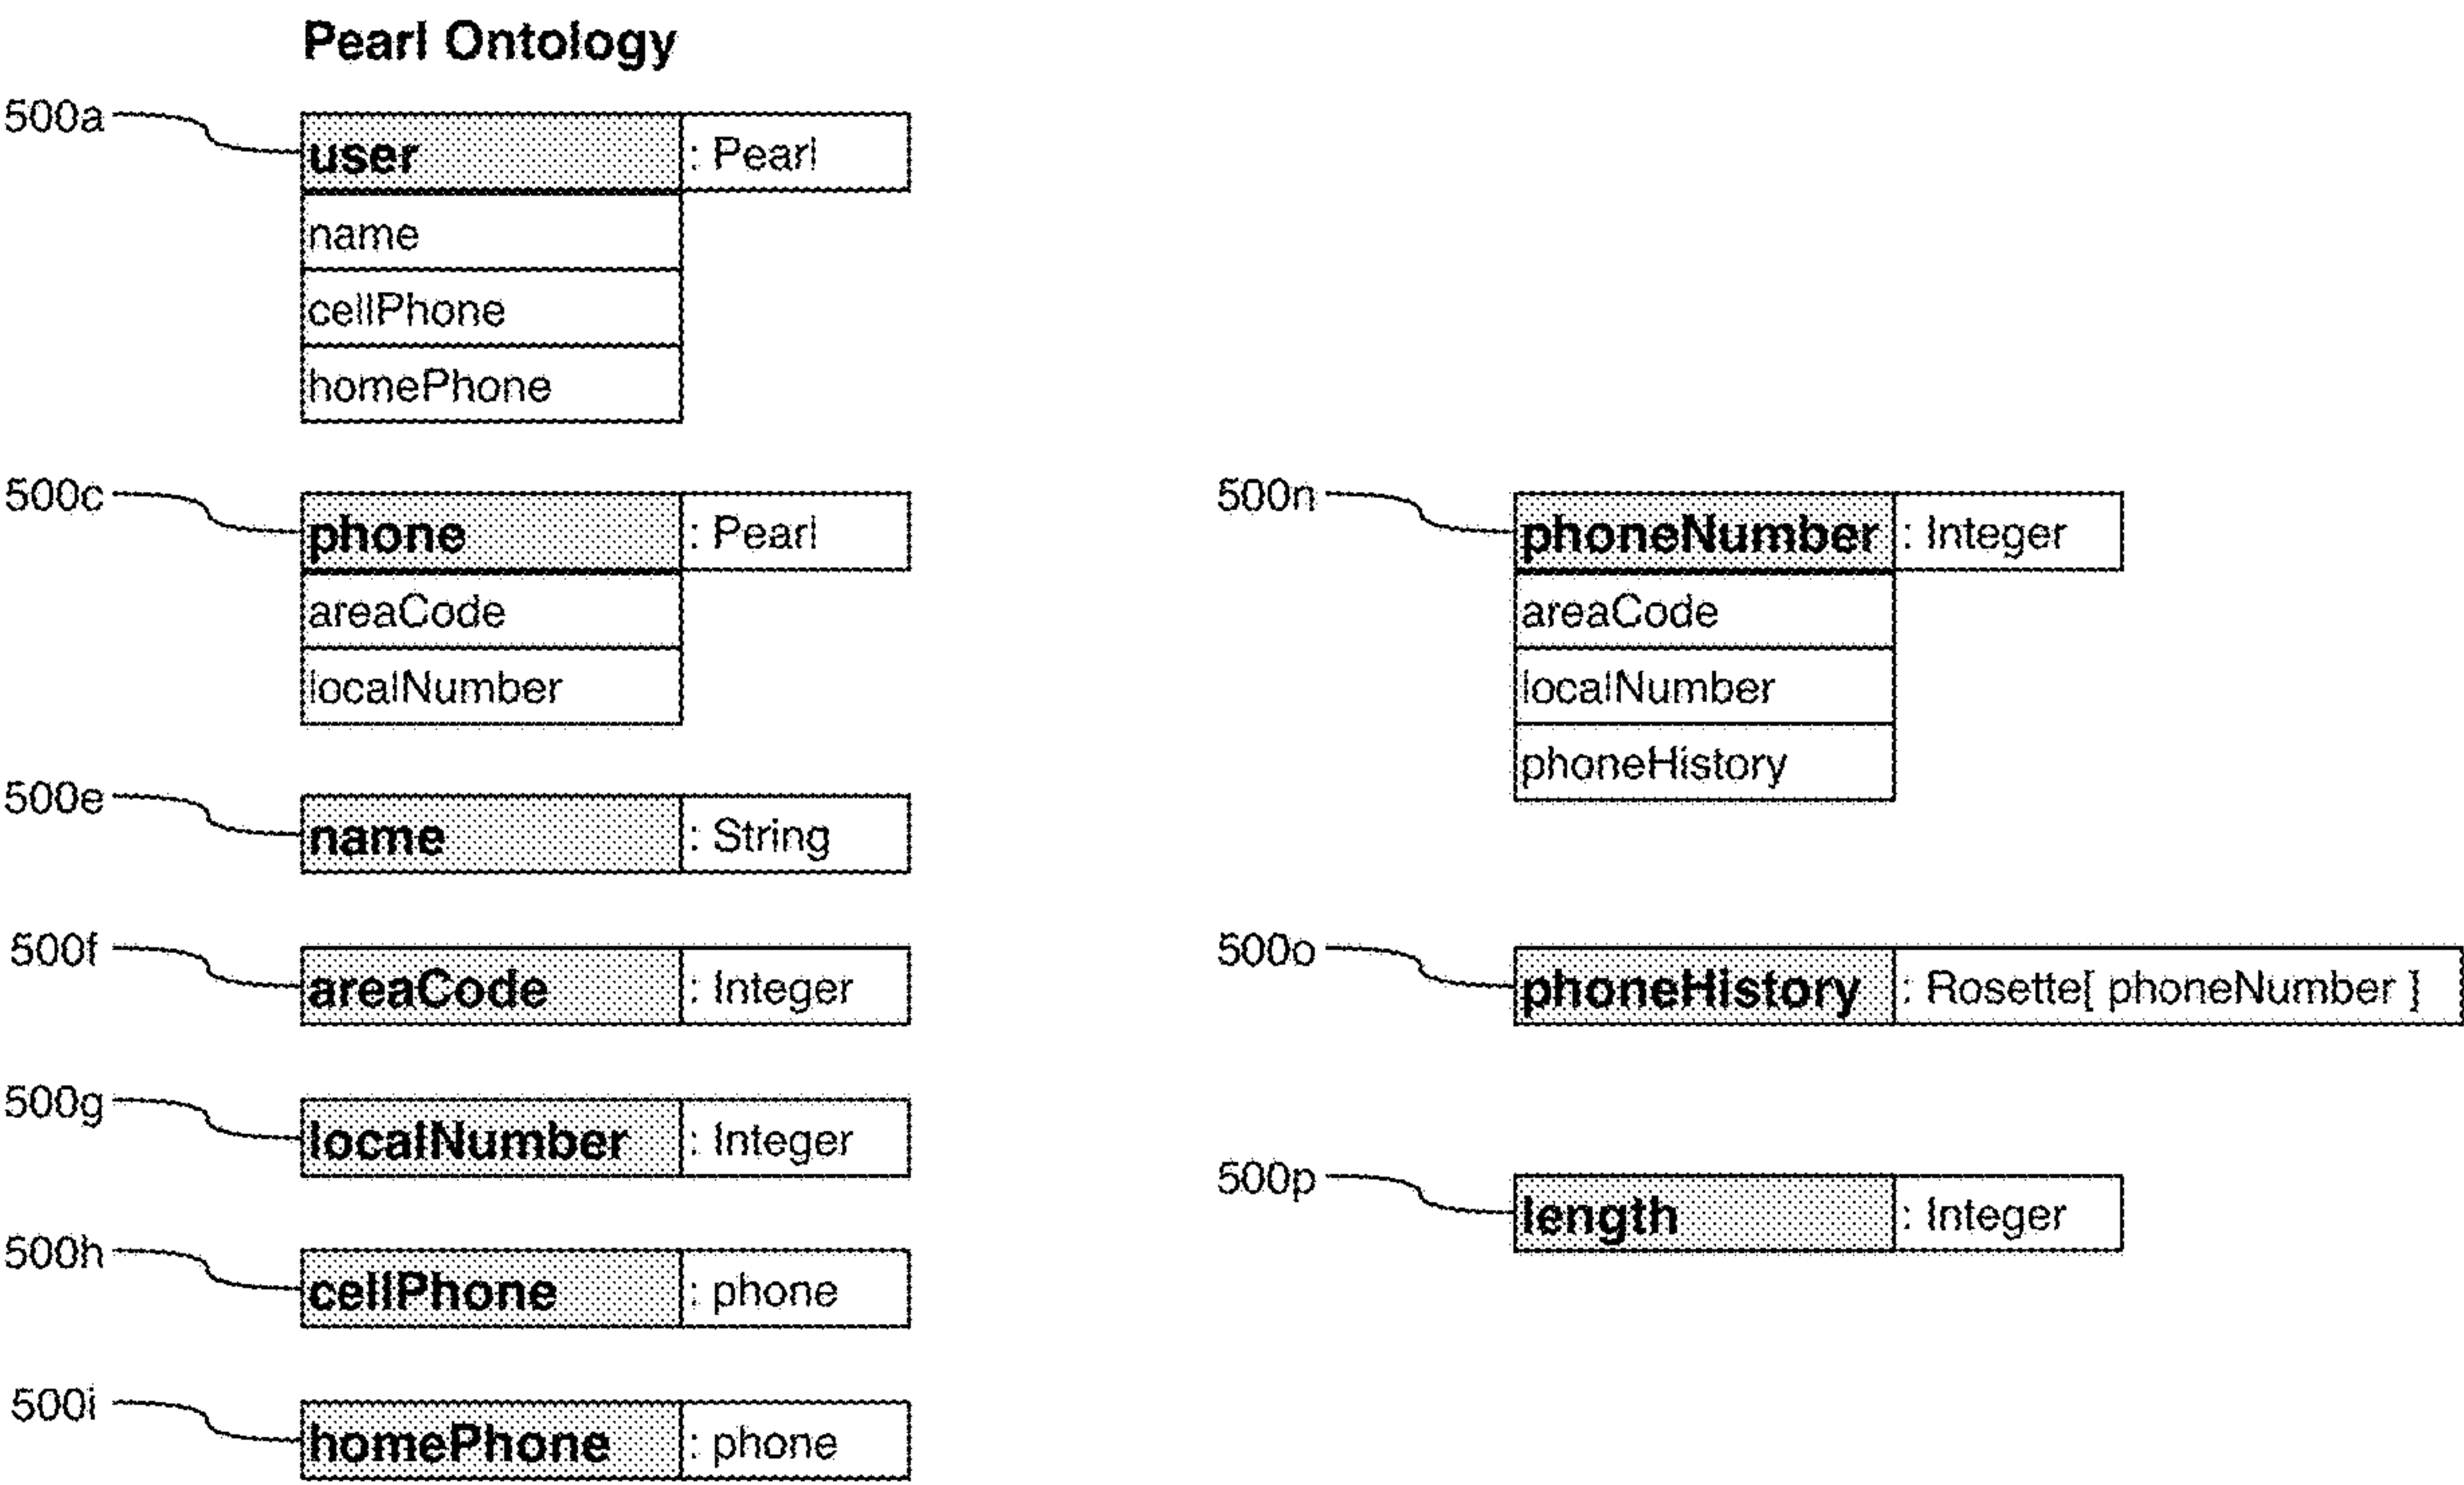 Pearl Ontology
500a
user : Pearl
name
cellPhone
homePhone
500c
phone : Pearl
areaCode
localNumber
500e
name : String
500f
areaCode : Integer
500g
localNumber : Integer
500h
cellPhone : phone
500i
homePhone : phone
500n
phoneNumber : Integer
areaCode
localNumber
phoneHistory
500o
phoneHistory : Rosette[ phoneNumber ]
500p
length : Integer